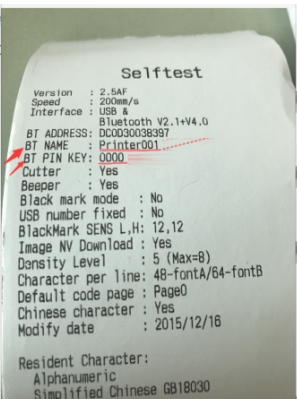 Selftest
Version : 2.5AF
Speed : 200mm/s
Interface : USB &
Bluetooth V2.1+V4.0
BT ADDRESS: DC0D30038397
BT NAME : Printer001
BT PIN KEY: 0000
Cutter : Yes
Beeper : Yes
Black mark mode : No
USB number fixed : No
BlackMark SENS L,H: 12,12
Image NV Download : Yes
Density Level : 5 (Max=8)
Character per line: 48-fontA/64-fontB
Default code page : Page0
Chinese character : Yes
Modify date : 2015/12/16
Resident Character:
Alphanumeric
Simplified Chinese GB18030